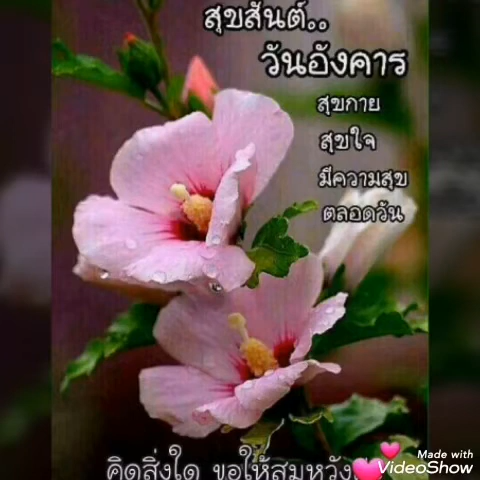 สุขสันต์..
วันอังคาร
สุขกาย
สุขใจ
มีความสุข
ตลอดวัน
คิดสิ่งใด ขอให้สมหวัง
Made with
VideoShow